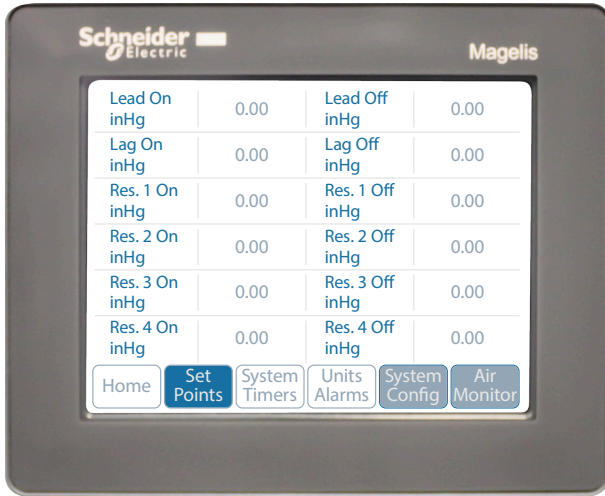 Schneider
Electric
Magelis
Lead On
inHg
0.00
Lead Off
inHg
0.00
Lag On
inHg
0.00
Lag Off
inHg
0.00
Res. 1 On
inHg
0.00
Res. 1 Off
inHg
0.00
Res. 2 On
inHg
0.00
Res. 2 Off
inHg
0.00
Res. 3 On
inHg
0.00
Res. 3 Off
inHg
0.00
Res. 4 On
inHg
0.00
Res. 4 Off
inHg
0.00
Home
Set
Points
System
Timers
Units
Alarms
System
Config
Air
Monitor